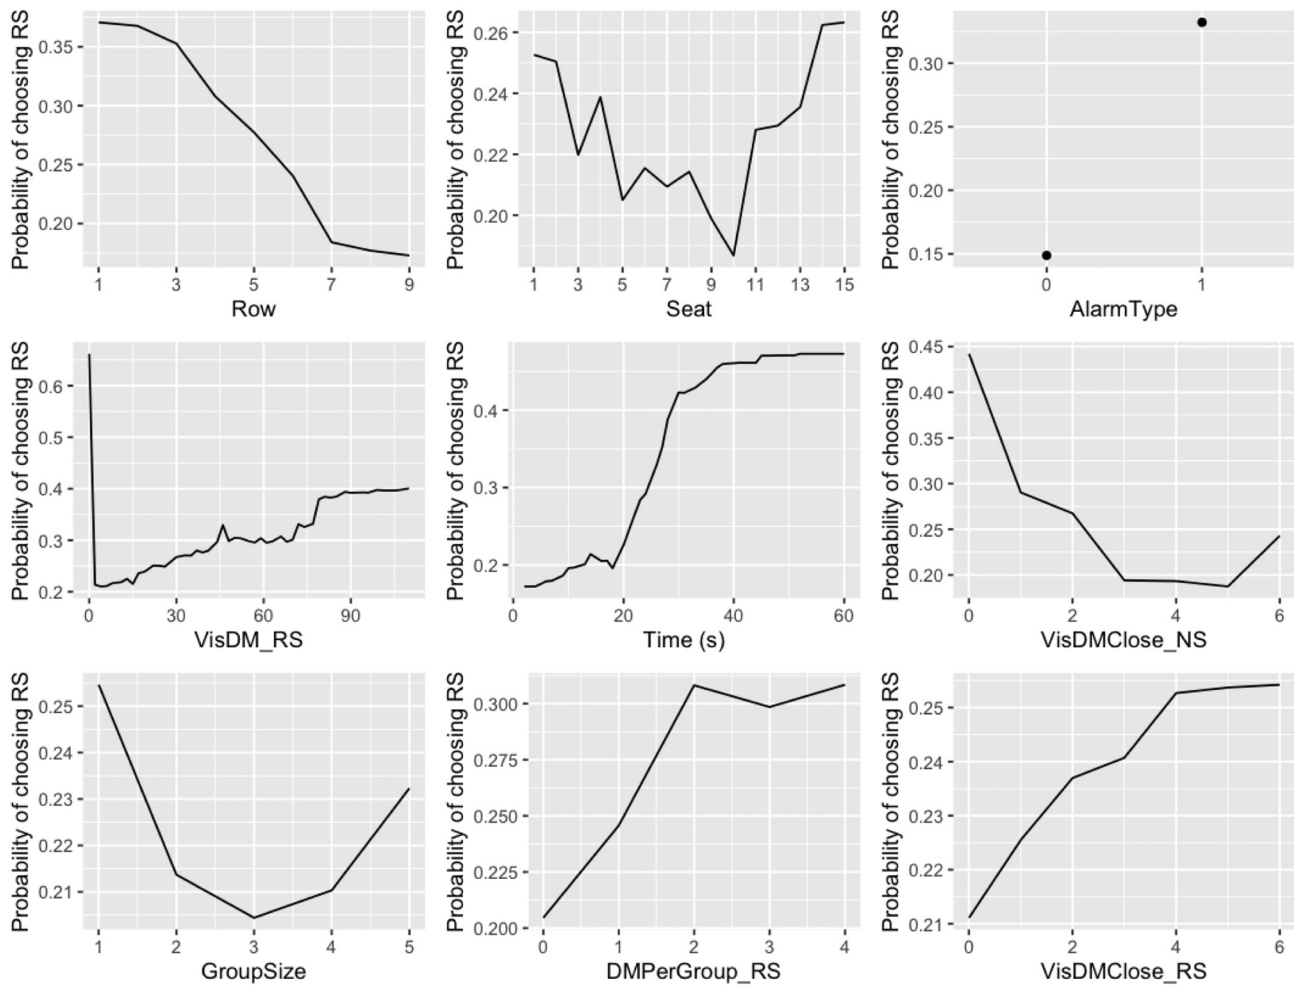 Probability of choosing RS
0.35
0.30
0.25
0.20
1 3 5 7 9
Row
Probability of choosing RS
0.26
0.24
0.22
0.20
1 3 5 7 9 11 13 15
Seat
Probability of choosing RS
0.30
0.25
0.20
0.15
0 1
AlarmType
Probability of choosing RS
0.6
0.5
0.4
0.3
0.2
0 30 60 90
VisDM_RS
Probability of choosing RS
0.4
0.3
0.2
0 20 40 60
Time (s)
Probability of choosing RS
0.45
0.40
0.35
0.30
0.25
0.20
0 2 4 6
VisDMClose_NS
Probability of choosing RS
0.25
0.24
0.23
0.22
0.21
1 2 3 4 5
GroupSize
Probability of choosing RS
0.300
0.275
0.250
0.225
0.200
0 1 2 3 4
DMPerGroup_RS
Probability of choosing RS
0.25
0.24
0.23
0.22
0.21
0 2 4 6
VisDMClose_RS